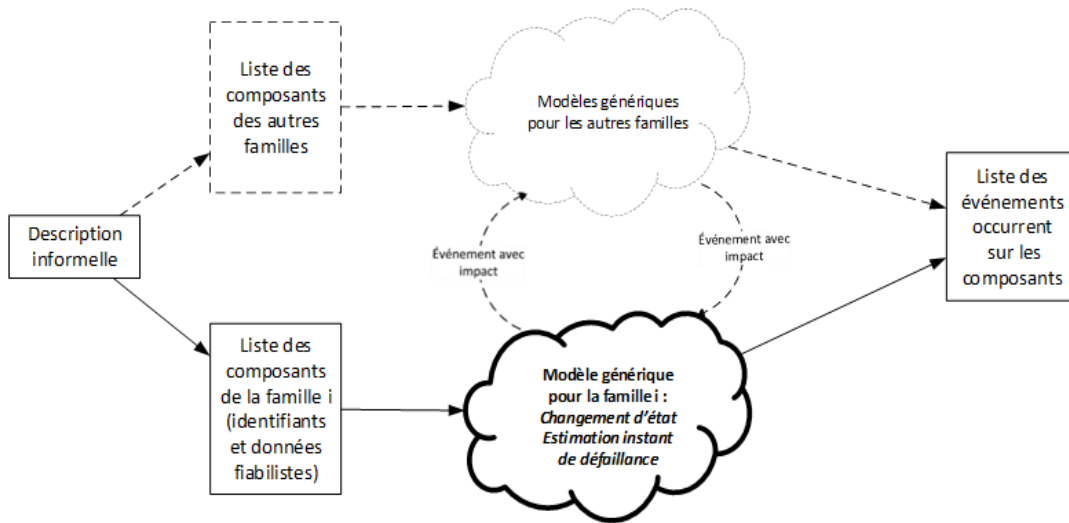 Liste des
composants
des autres
familles
Modèles génériques
pour les autres familles
Liste des
événements
occurrent
sur les
composants
Description
informelle
Événement avec
impact
Événement avec
impact
Liste des
composants
de la famille i
(identifiants
et données
fiabilistes)
Modèle générique
pour la famille i :
Changement d'état
Estimation instant
de défaillance